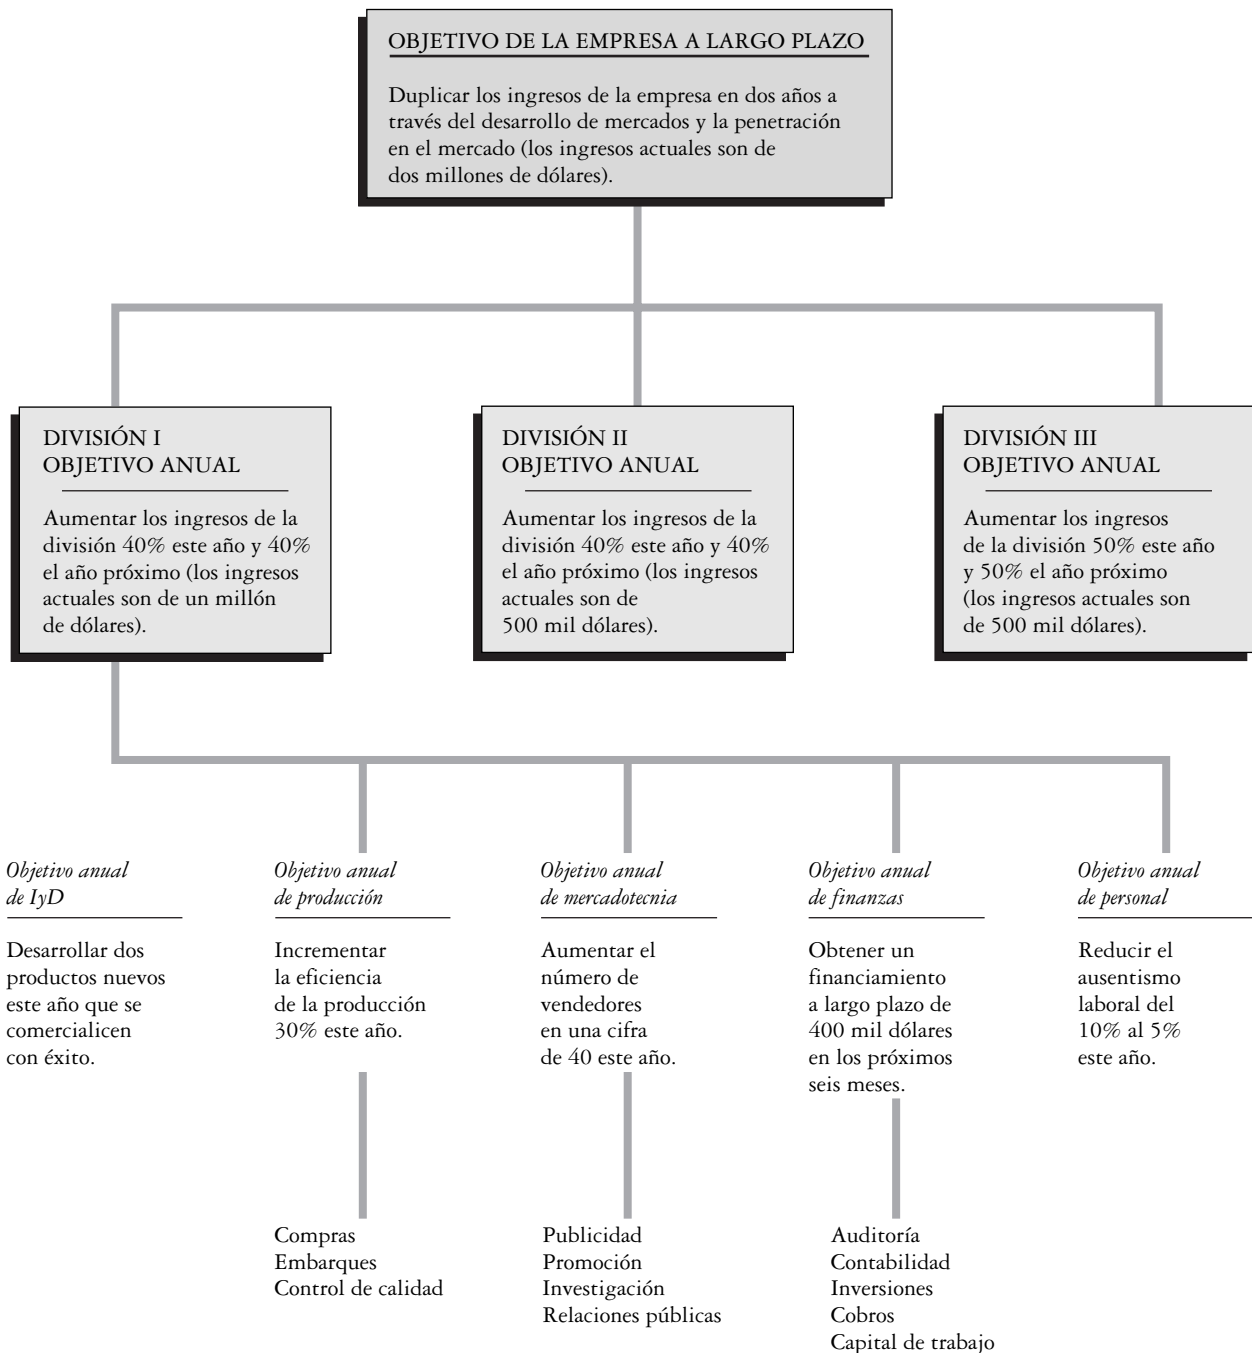 OBJETIVO DE LA EMPRESA A LARGO PLAZO
Duplicar los ingresos de la empresa en dos años a
través del desarrollo de mercados y la penetración
en el mercado (los ingresos actuales son de
dos millones de dólares).
DIVISIÓN I
OBJETIVO ANUAL
Aumentar los ingresos de la
división 40% este año y 40%
el año próximo (los ingresos
actuales son de un millón
de dólares).
DIVISIÓN II
OBJETIVO ANUAL
Aumentar los ingresos de la
división 40% este año y 40%
el año próximo (los ingresos
actuales son de
500 mil dólares).
DIVISIÓN III
OBJETIVO ANUAL
Aumentar los ingresos
de la división 50% este año
y 50% el año próximo
(los ingresos actuales son
de 500 mil dólares).
Objetivo anual
de IyD
Desarrollar dos
productos nuevos
este año que se
comercialicen
con éxito.
Objetivo anual
de producción
Incrementar
la eficiencia
de la producción
30% este año.
Compras
Embarques
Control de calidad
Objetivo anual
de mercadotecnia
Aumentar el
número de
vendedores
en una cifra
de 40 este año.
Publicidad
Promoción
Investigación
Relaciones públicas
Objetivo anual
de finanzas
Obtener un
financiamiento
a largo plazo de
400 mil dólares
en los próximos
seis meses.
Auditoría
Contabilidad
Inversiones
Cobros
Capital de trabajo
Objetivo anual
de personal
Reducir el
ausentismo
laboral del
10% al 5%
este año.